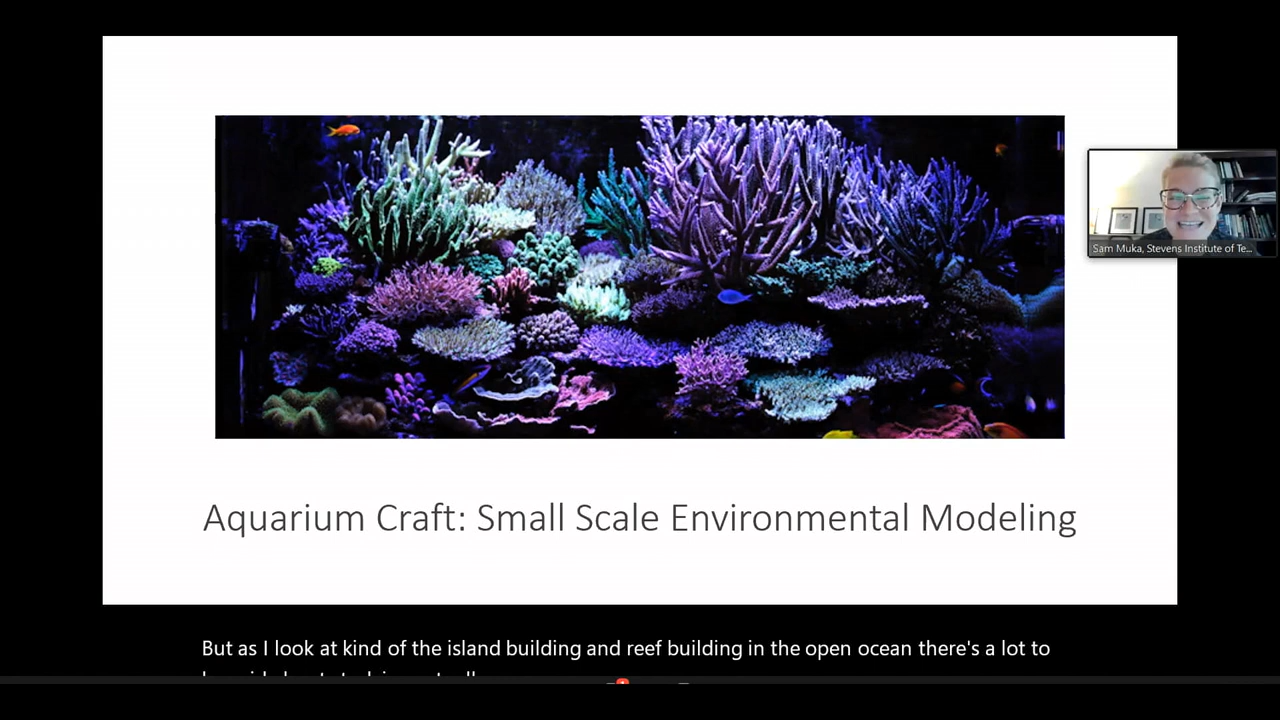 Sam Muka, Stevens Institute of Te...
Aquarium Craft: Small Scale Environmental Modeling
But as I look at kind of the island building and reef building in the open ocean there's a lot to